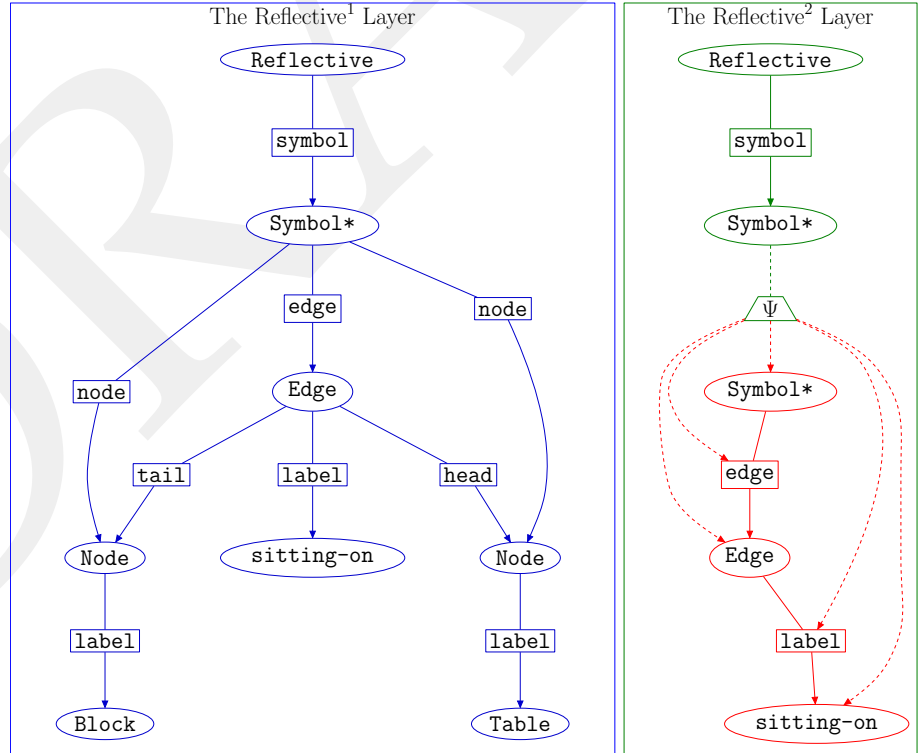 The Reflective¹ Layer
Reflective
symbol
Symbol*
edge
node
node
Edge
tail
label
head
Node
sitting-on
Node
label
label
Block
Table
The Reflective² Layer
Reflective
symbol
Symbol*
Ψ
Symbol*
edge
Edge
label
sitting-on